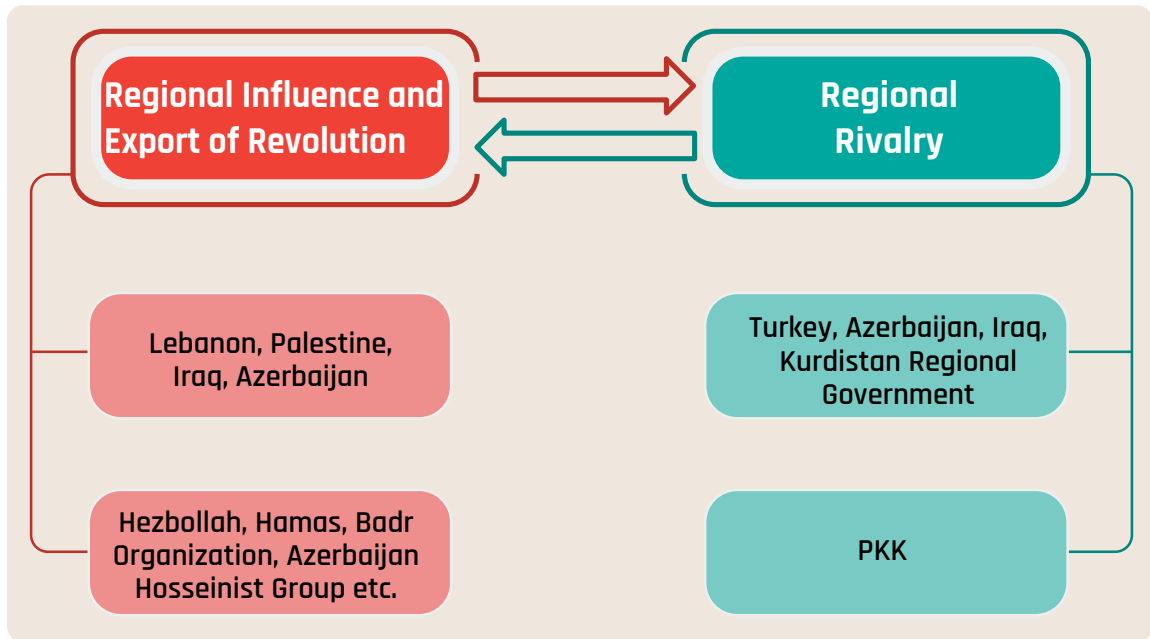 Regional Influence and
Export of Revolution
Regional
Rivalry
Lebanon, Palestine,
Iraq, Azerbaijan
Turkey, Azerbaijan, Iraq,
Kurdistan Regional
Government
Hezbollah, Hamas, Badr
Organization, Azerbaijan
Hosseinist Group etc.
PKK